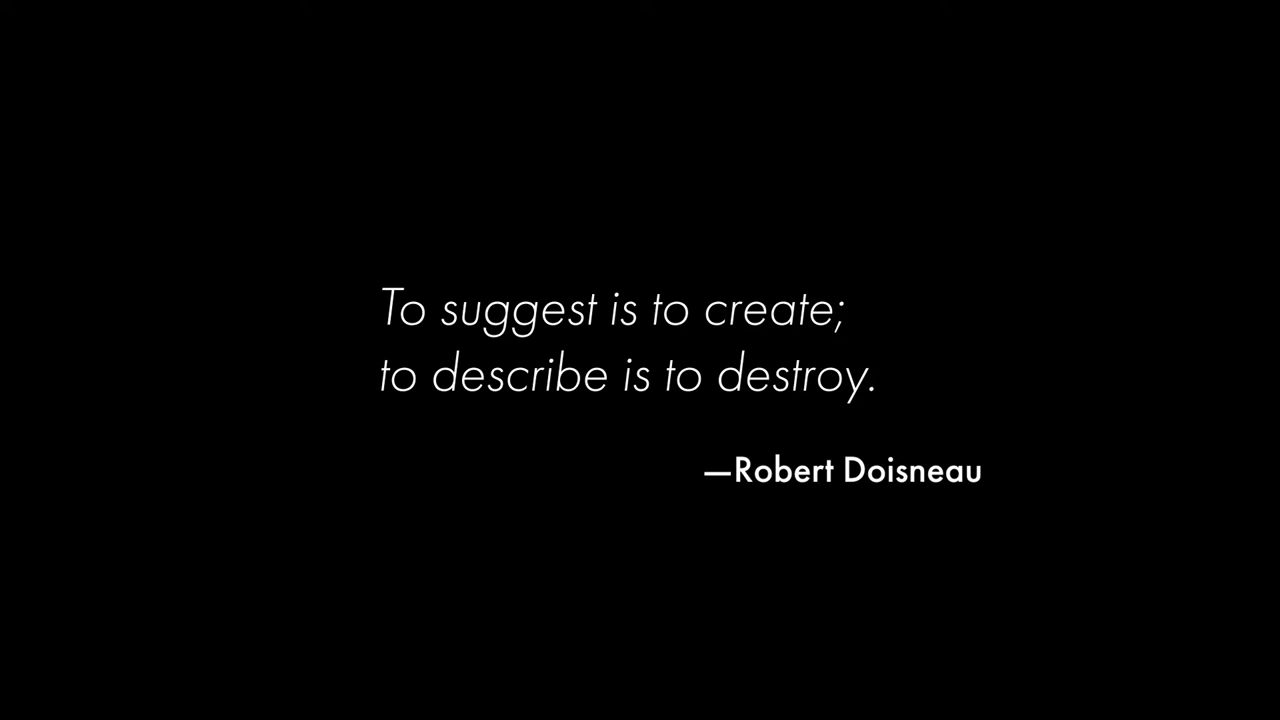 To suggest is to create;
to describe is to destroy.
—Robert Doisneau